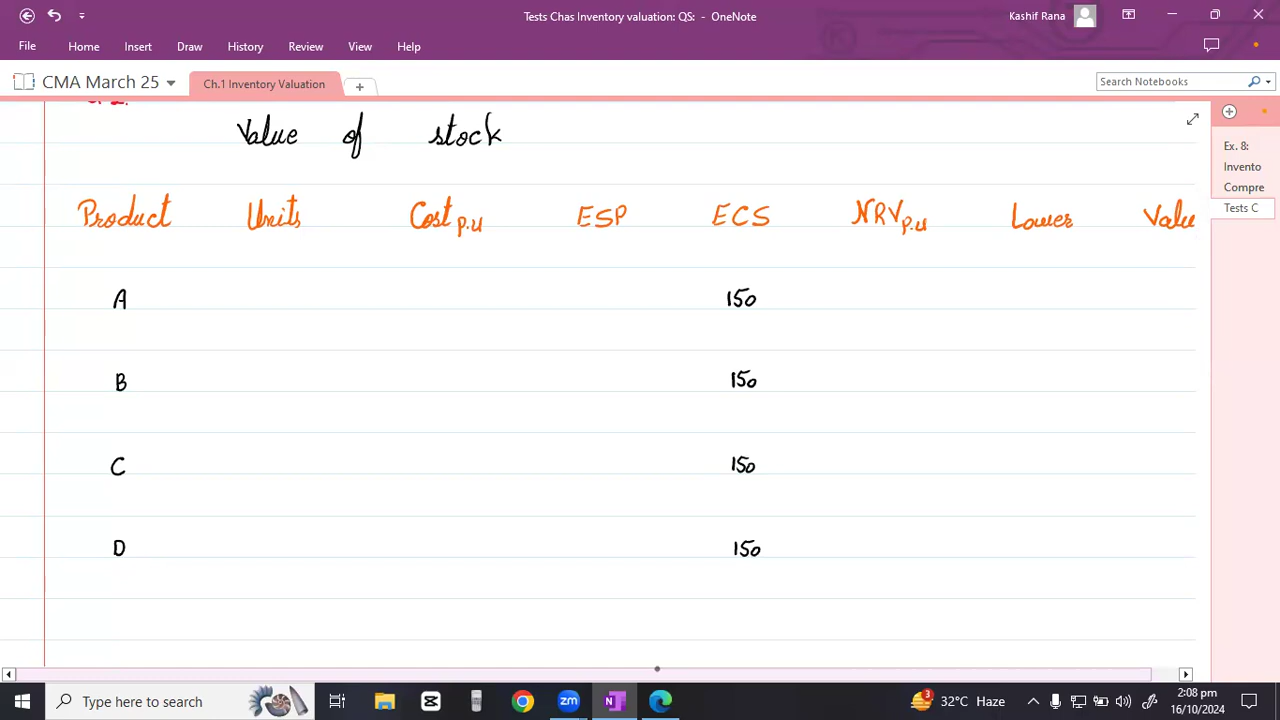 Tests Chas Inventory valuation: QS: - OneNote
Kashif Rana
File Home Insert Draw History Review View Help
CMA March 25
Ch.1 Inventory Valuation
Search Notebooks
Value of stock
Product Units Cost p.u ESP ECS NRV p.u Lower Value
A 150
B 150
C 150
D 150
Ex. 8:
Invento
Compre
Tests C
Type here to search
zm
N
3
32°C Haze
2:08 pm
16/10/2024